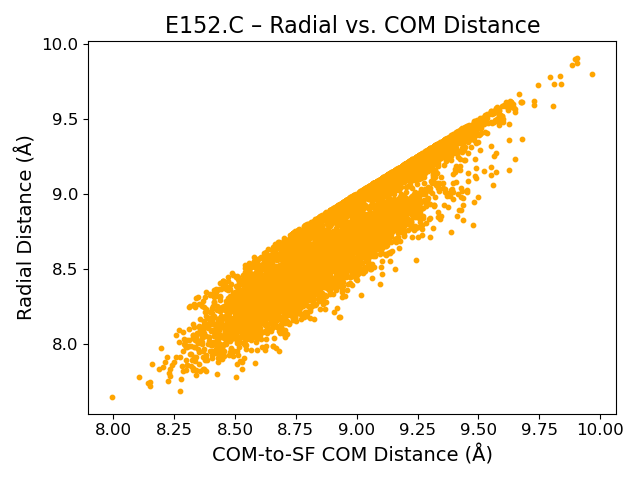 E152.C – Radial vs. COM Distance
Radial Distance (Å)
10.0
9.5
9.0
8.5
8.0
8.00 8.25 8.50 8.75 9.00 9.25 9.50 9.75 10.00
COM-to-SF COM Distance (Å)